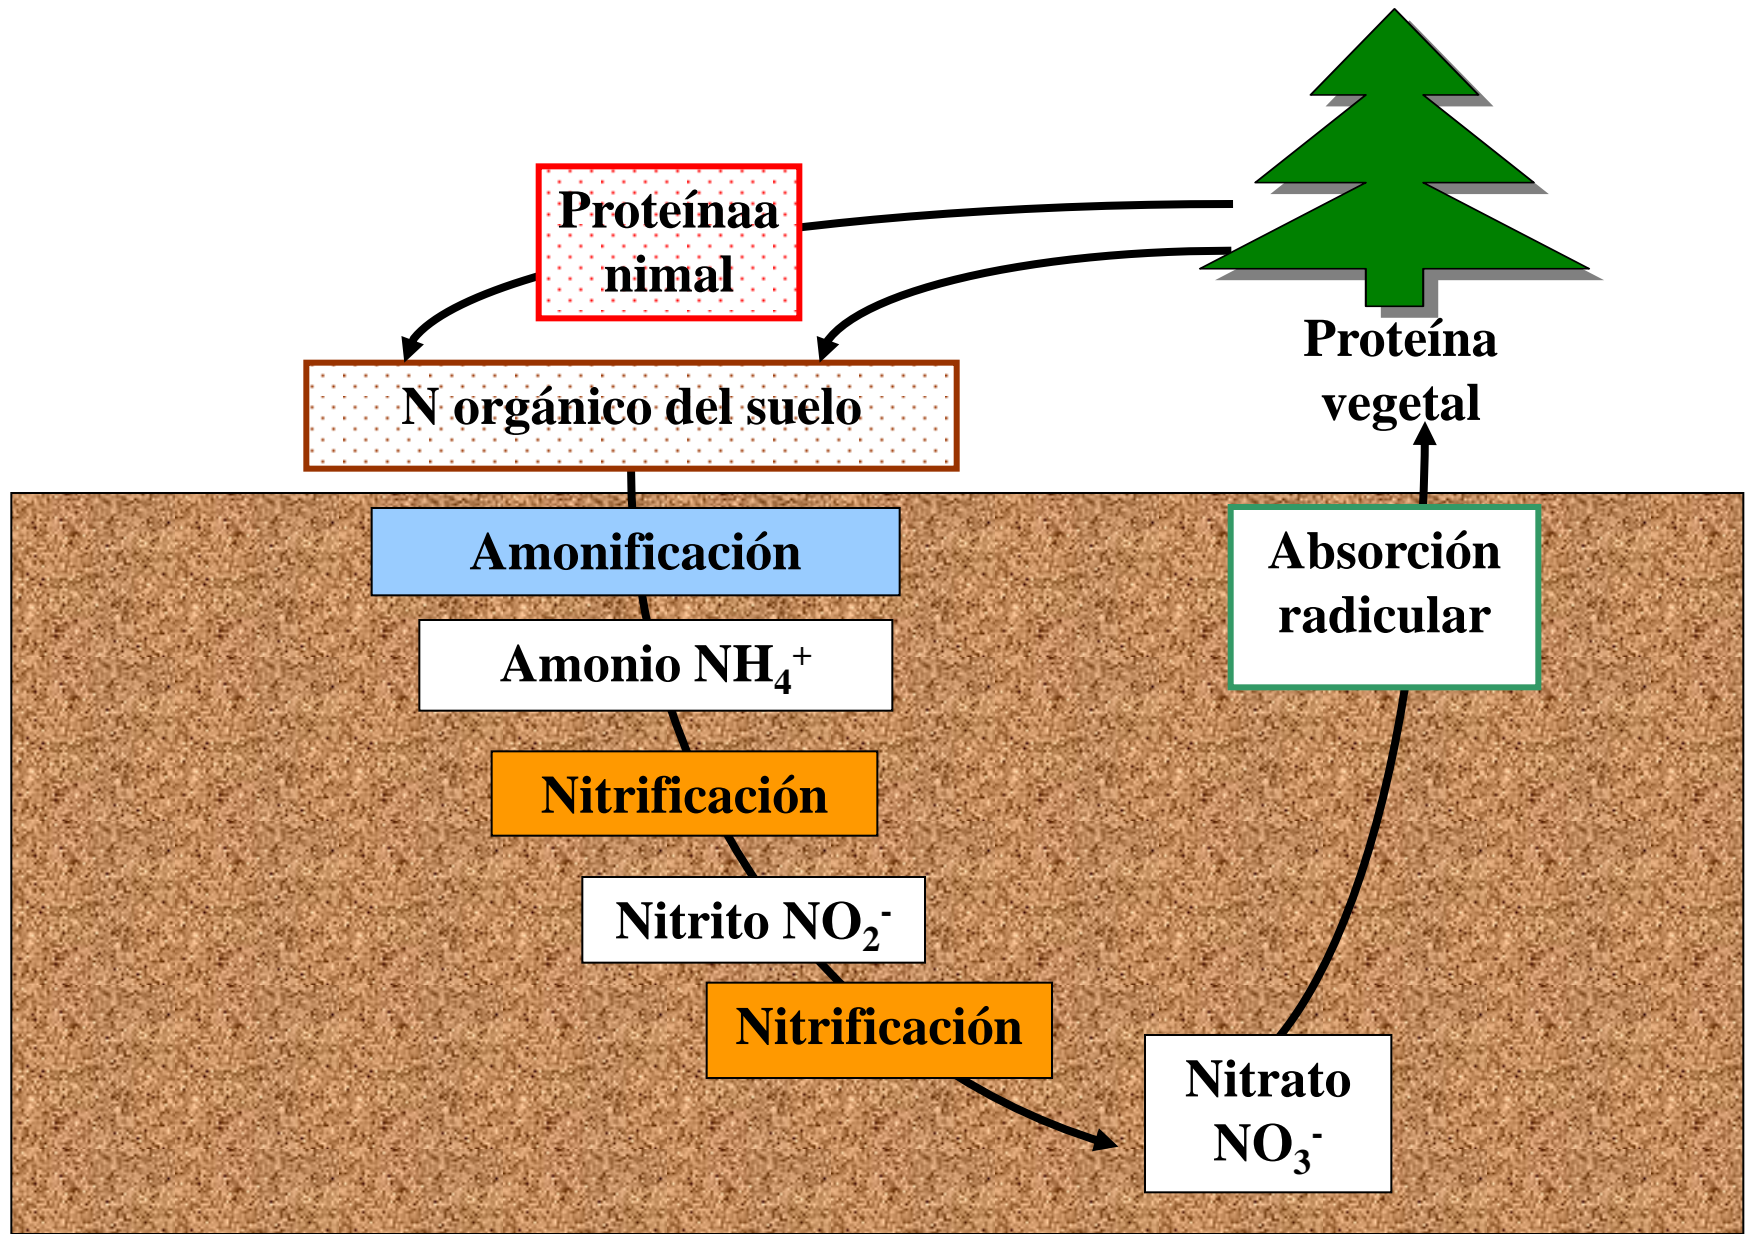 Proteínaa
nimal
Proteína
vegetal
N orgánico del suelo
Amonificación
Absorción
radicular
Amonio NH₄⁺
Nitrificación
Nitrito NO₂⁻
Nitrificación
Nitrato
NO₃⁻